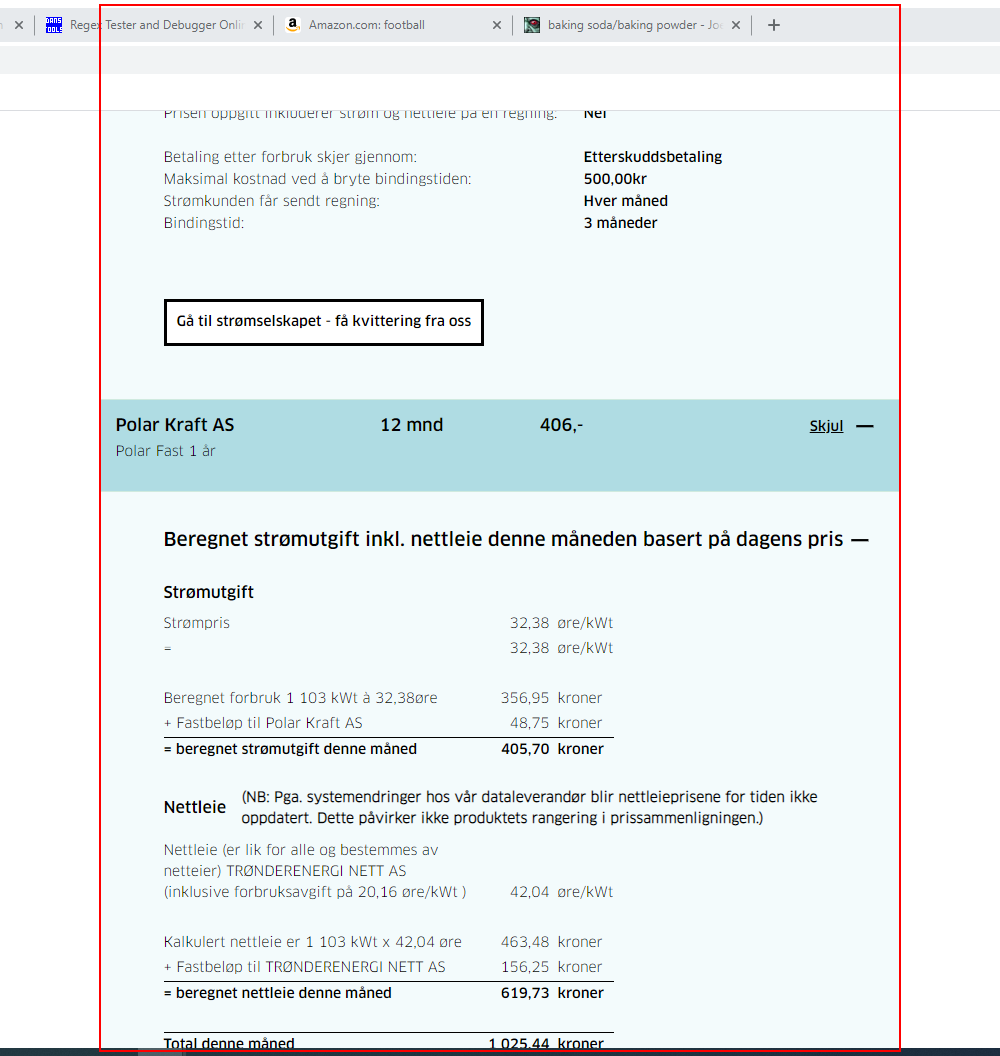 Regex Tester and Debugger Onlin
Amazon.com: football
baking soda/baking powder - Jo
Prisen oppgitt inkluderer strøm og nettleie på én regning: Nei
Betaling etter forbruk skjer gjennom: Etterskuddsbetaling
Maksimal kostnad ved å bryte bindingstiden: 500,00kr
Strømkunden får sendt regning: Hver måned
Bindingstid: 3 måneder
Gå til strømselskapet - få kvittering fra oss
Polar Kraft AS 12 mnd 406,- Skjul —
Polar Fast 1 år
Beregnet strømutgift inkl. nettleie denne måneden basert på dagens pris —
Strømutgift
Strømpris 32,38 øre/kWt
= 32,38 øre/kWt
Beregnet forbruk 1 103 kWt à 32,38øre 356,95 kroner
+ Fastbeløp til Polar Kraft AS 48,75 kroner
= beregnet strømutgift denne måned 405,70 kroner
Nettleie (NB: Pga. systemendringer hos vår dataleverandør blir nettleieprisene for tiden ikke
oppdatert. Dette påvirker ikke produktets rangering i prissammenligningen.)
Nettleie (er lik for alle og bestemmes av
netteier) TRØNDERENERGI NETT AS
(inklusive forbruksavgift på 20,16 øre/kWt ) 42,04 øre/kWt
Kalkulert nettleie er 1 103 kWt x 42,04 øre 463,48 kroner
+ Fastbeløp til TRØNDERENERGI NETT AS 156,25 kroner
= beregnet nettleie denne måned 619,73 kroner
Total denne måned 1 025,44 kroner